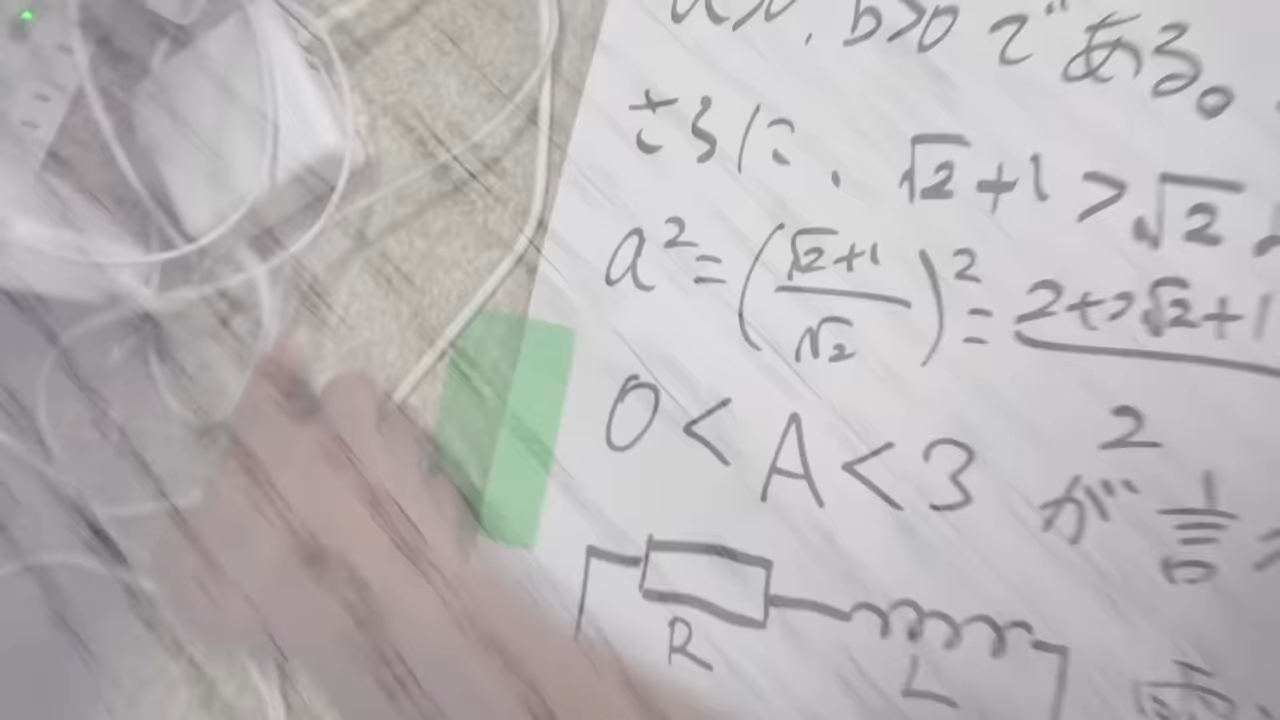 b>0である。
さらに、√2+1>√2
a²=(√2+1/√2)²=2+2√2+1/2
0<A<3
が言
R
L